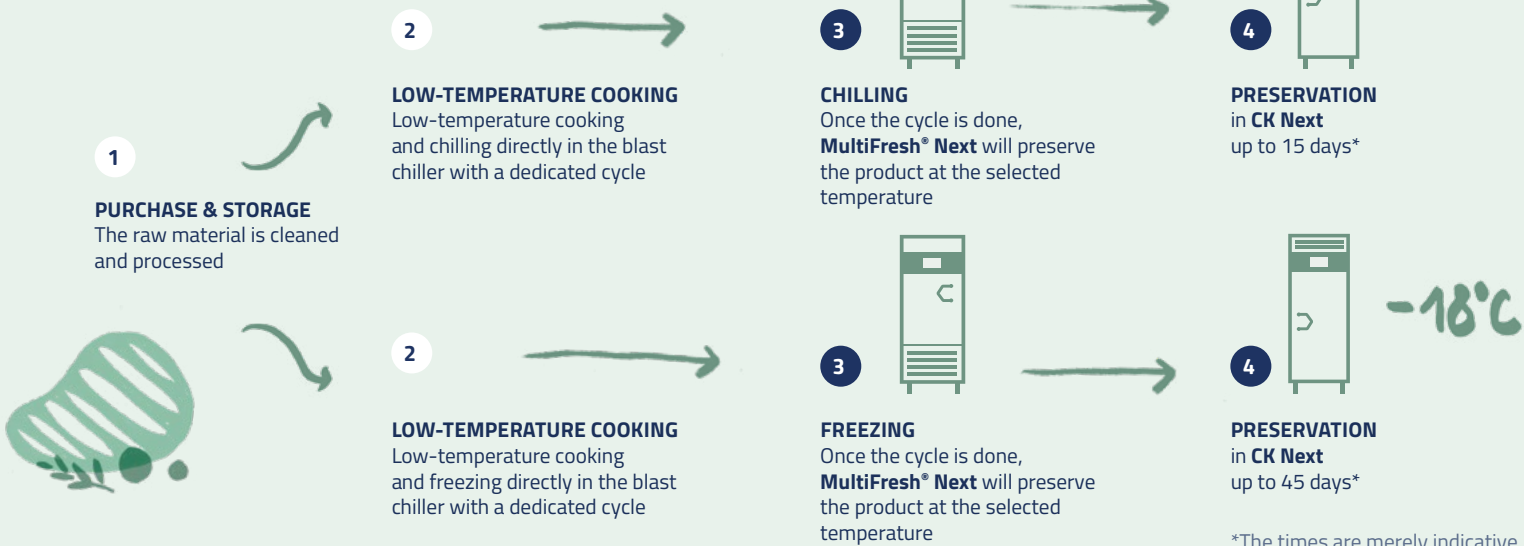 1
PURCHASE & STORAGE
The raw material is cleaned
and processed
2
LOW-TEMPERATURE COOKING
Low-temperature cooking
and chilling directly in the blast
chiller with a dedicated cycle
3
CHILLING
Once the cycle is done,
MultiFresh® Next will preserve
the product at the selected
temperature
4
PRESERVATION
in CK Next
up to 15 days*
2
LOW-TEMPERATURE COOKING
Low-temperature cooking
and freezing directly in the blast
chiller with a dedicated cycle
3
FREEZING
Once the cycle is done,
MultiFresh® Next will preserve
the product at the selected
temperature
4
-18°C
PRESERVATION
in CK Next
up to 45 days*
*The times are merely indicative